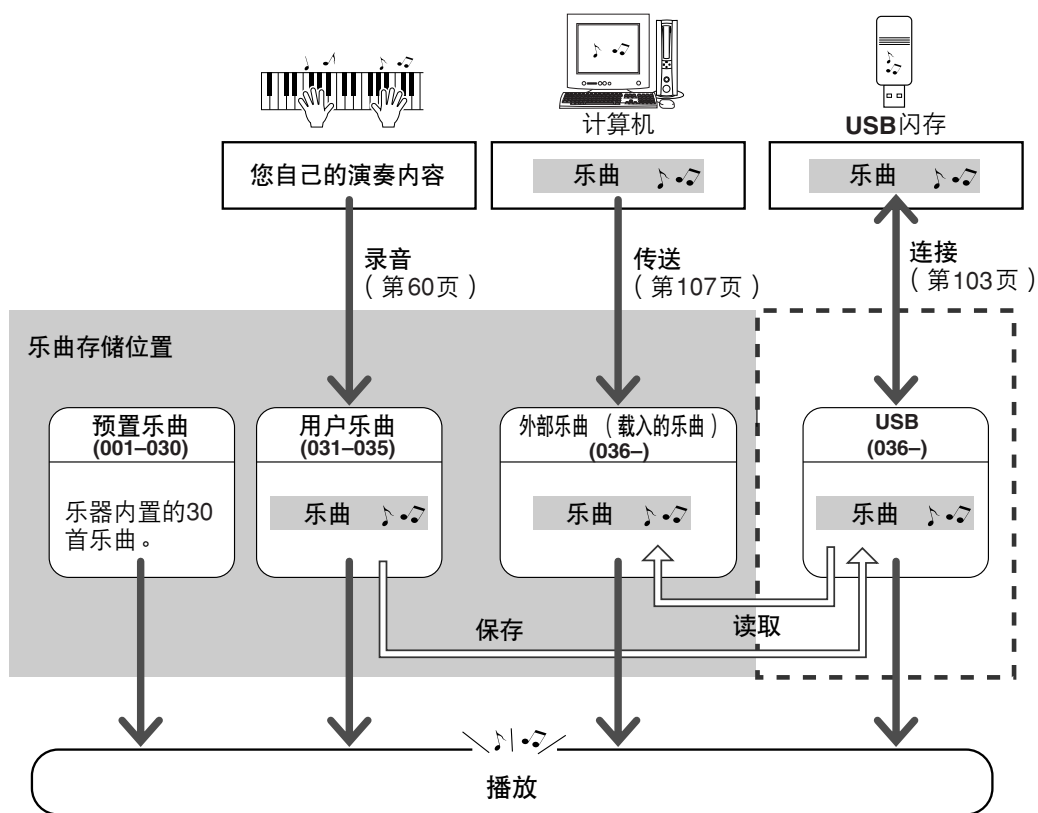 计算机
USB闪存
您自己的演奏内容
乐曲
乐曲
录音
（第60页）
传送
（第107页）
连接
（第103页）
乐曲存储位置
预置乐曲
(001–030)
用户乐曲
(031–035)
外部乐曲（载入的乐曲）
(036–)
USB
(036–)
乐器内置的30
首乐曲。
乐曲
乐曲
乐曲
保存
读取
播放